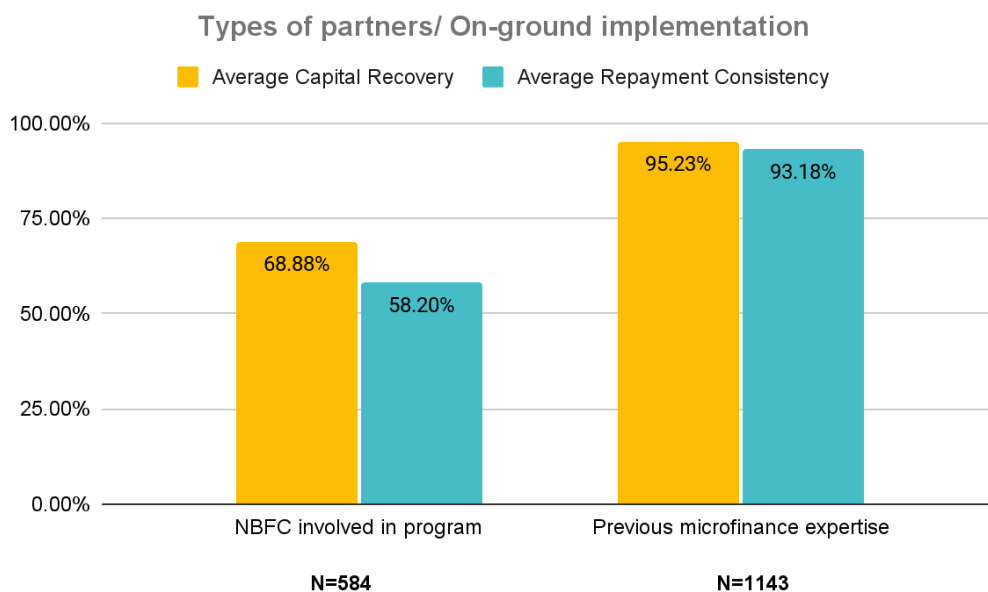 Types of partners/ On-ground implementation
Average Capital Recovery
Average Repayment Consistency
100.00%
75.00%
50.00%
25.00%
0.00%
68.88%
58.20%
95.23%
93.18%
NBFC involved in program
Previous microfinance expertise
N=584
N=1143